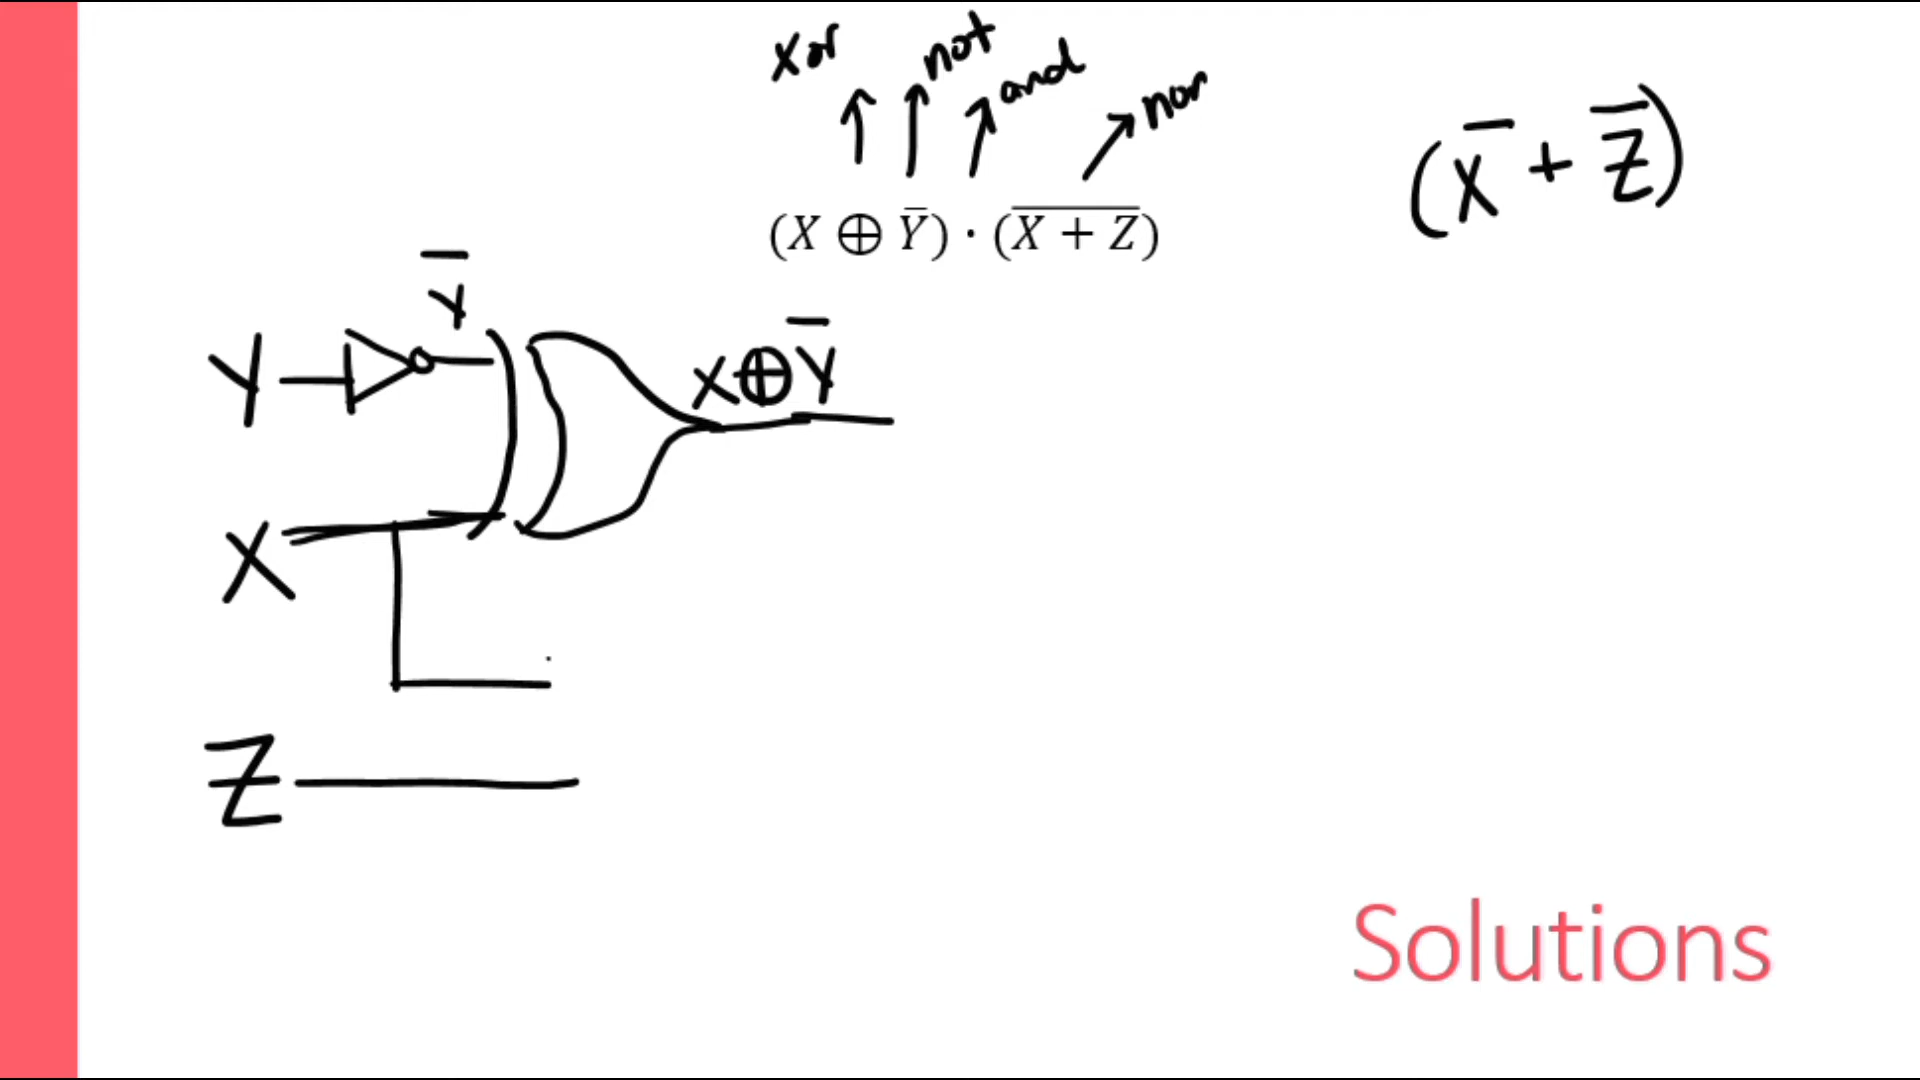 xor not and nor
(X ⊕ Y̅) · (X̅ ̅+̅ ̅Z̅)
(X̅ + Z̅)
Y̅
Y
X⊕Y̅
X
Z
Solutions